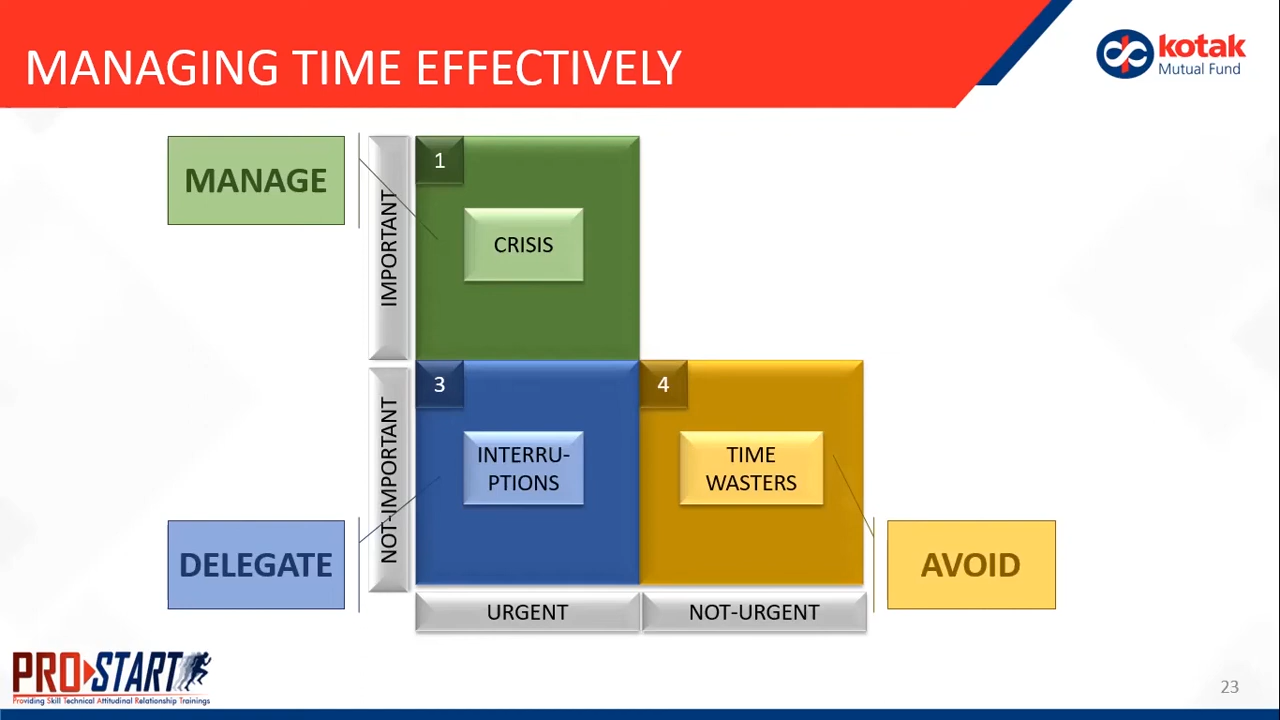 MANAGING TIME EFFECTIVELY
kotak
Mutual Fund
MANAGE
IMPORTANT
1
CRISIS
NOT-IMPORTANT
3
INTERRU-
PTIONS
4
TIME
WASTERS
DELEGATE
AVOID
URGENT
NOT-URGENT
PRO START
Providing Skill Technical Attitudinal Relationship Trainings
23